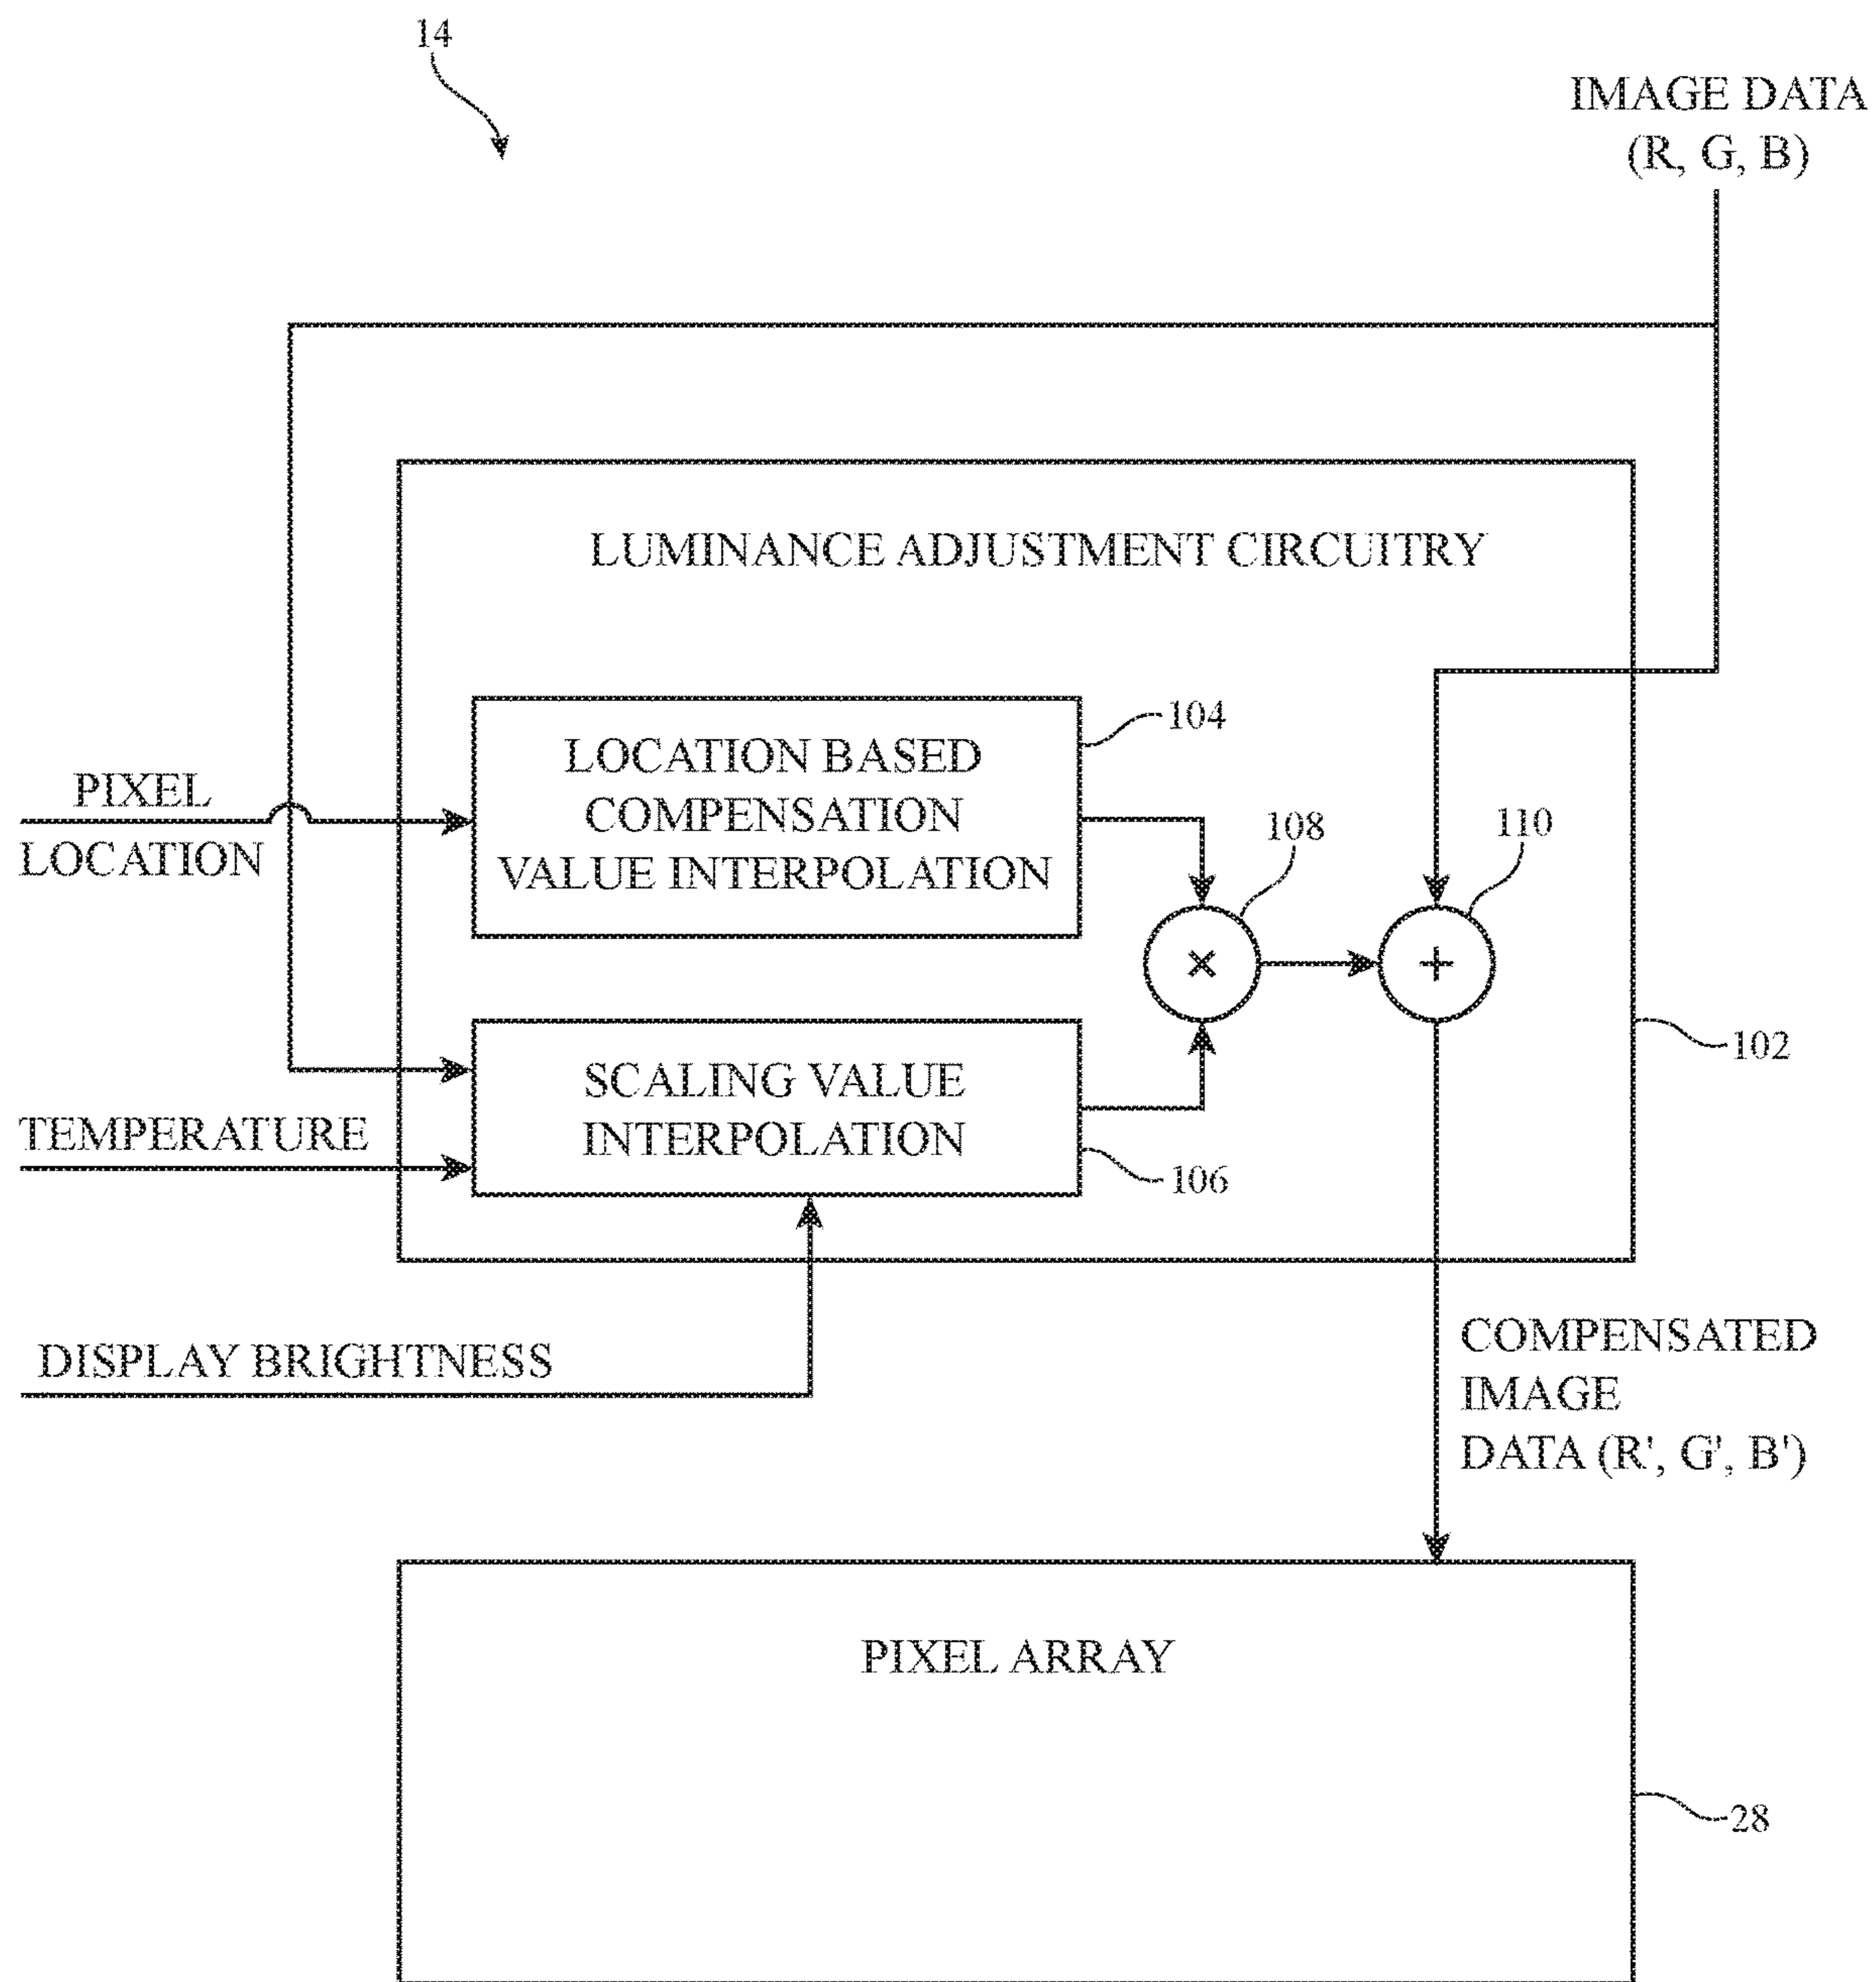 14
IMAGE DATA
(R, G, B)
LUMINANCE ADJUSTMENT CIRCUITRY
LOCATION BASED
COMPENSATION
VALUE INTERPOLATION
104
PIXEL
LOCATION
108
110
×
+
SCALING VALUE
INTERPOLATION
102
TEMPERATURE
106
DISPLAY BRIGHTNESS
COMPENSATED
IMAGE
DATA (R', G', B')
PIXEL ARRAY
28